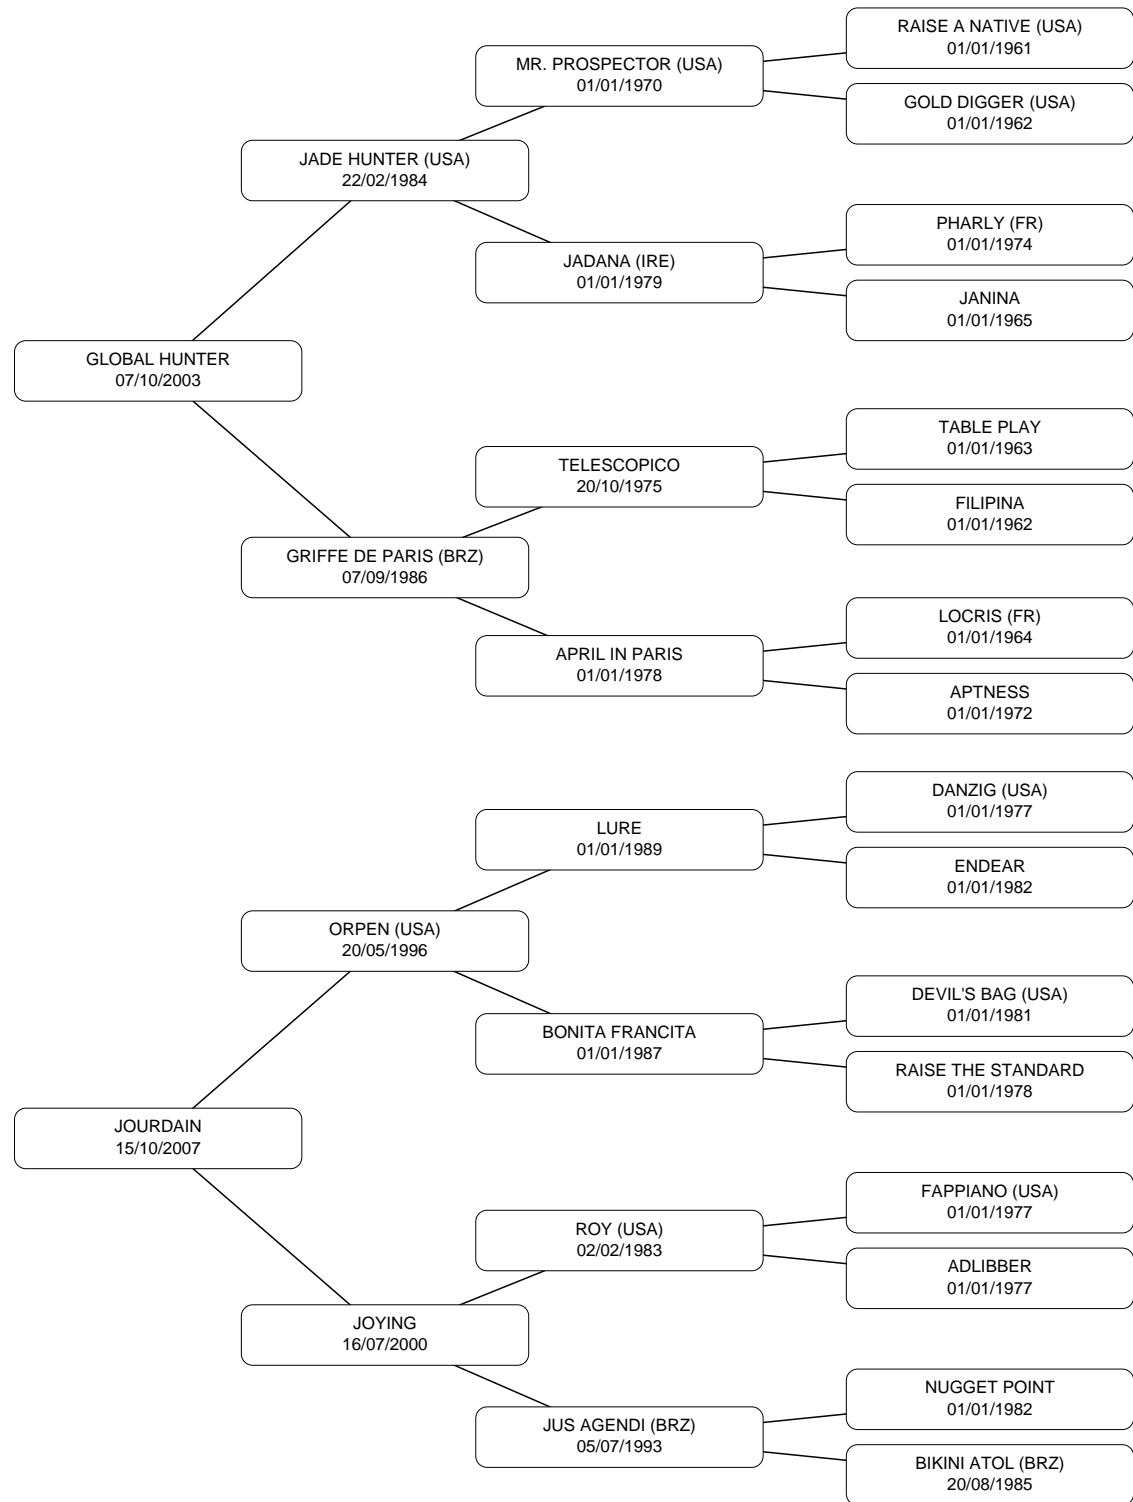 RAISE A NATIVE (USA)
01/01/1961
MR. PROSPECTOR (USA)
01/01/1970
GOLD DIGGER (USA)
01/01/1962
JADE HUNTER (USA)
22/02/1984
PHARLY (FR)
01/01/1974
JADANA (IRE)
01/01/1979
JANINA
01/01/1965
GLOBAL HUNTER
07/10/2003
TABLE PLAY
01/01/1963
TELESCOPICO
20/10/1975
FILIPINA
01/01/1962
GRIFFE DE PARIS (BRZ)
07/09/1986
LOCRIS (FR)
01/01/1964
APRIL IN PARIS
01/01/1978
APTNESS
01/01/1972
DANZIG (USA)
01/01/1977
LURE
01/01/1989
ENDEAR
01/01/1982
ORPEN (USA)
20/05/1996
DEVIL'S BAG (USA)
01/01/1981
BONITA FRANCITA
01/01/1987
RAISE THE STANDARD
01/01/1978
JOURDAIN
15/10/2007
FAPPIANO (USA)
01/01/1977
ROY (USA)
02/02/1983
ADLIBBER
01/01/1977
JOYING
16/07/2000
NUGGET POINT
01/01/1982
JUS AGENDI (BRZ)
05/07/1993
BIKINI ATOL (BRZ)
20/08/1985